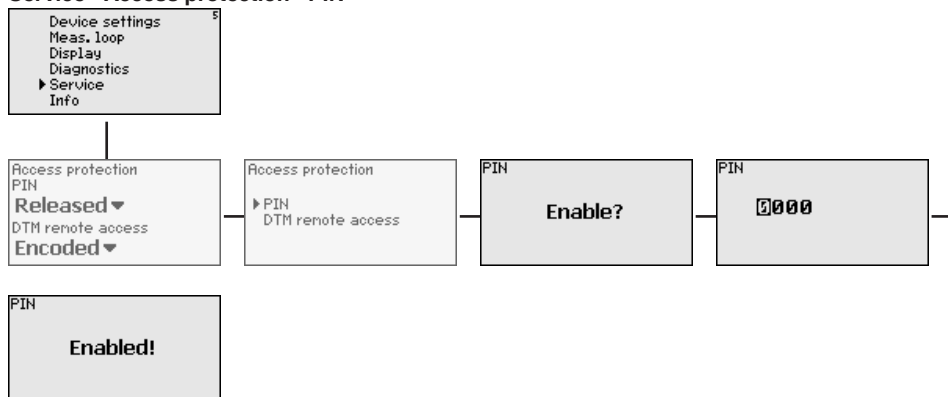 Service - Access protection - PIN
Device settings
5
Meas. loop
Display
Diagnostics
Service
Info
Access protection
PIN
Released
DTM remote access
Encoded
Access protection
PIN
DTM remote access
PIN
Enable?
PIN
0000
PIN
Enabled!